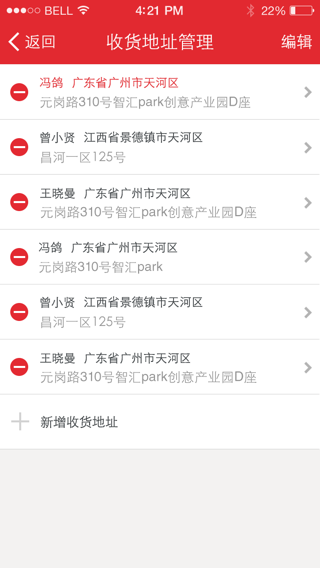 BELL 4:21 PM 22%
返回 收货地址管理 编辑
冯鸽 广东省广州市天河区
元岗路310号智汇park创意产业园D座
曾小贤 江西省景德镇市天河区
昌河一区125号
王晓曼 广东省广州市天河区
元岗路310号智汇park创意产业园D座
冯鸽 广东省广州市天河区
元岗路310号智汇park
曾小贤 江西省景德镇市天河区
昌河一区125号
王晓曼 广东省广州市天河区
元岗路310号智汇park创意产业园D座
新增收货地址